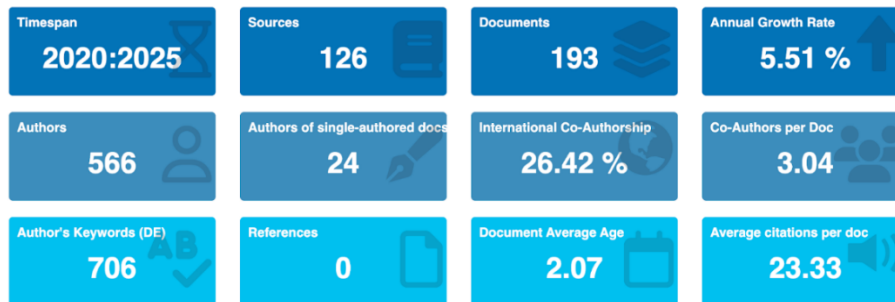 Timespan
2020:2025
Sources
126
Documents
193
Annual Growth Rate
5.51 %
Authors
566
Authors of single-authored docs
24
International Co-Authorship
26.42 %
Co-Authors per Doc
3.04
Author's Keywords (DE)
706
AB
References
0
Document Average Age
2.07
Average citations per doc
23.33